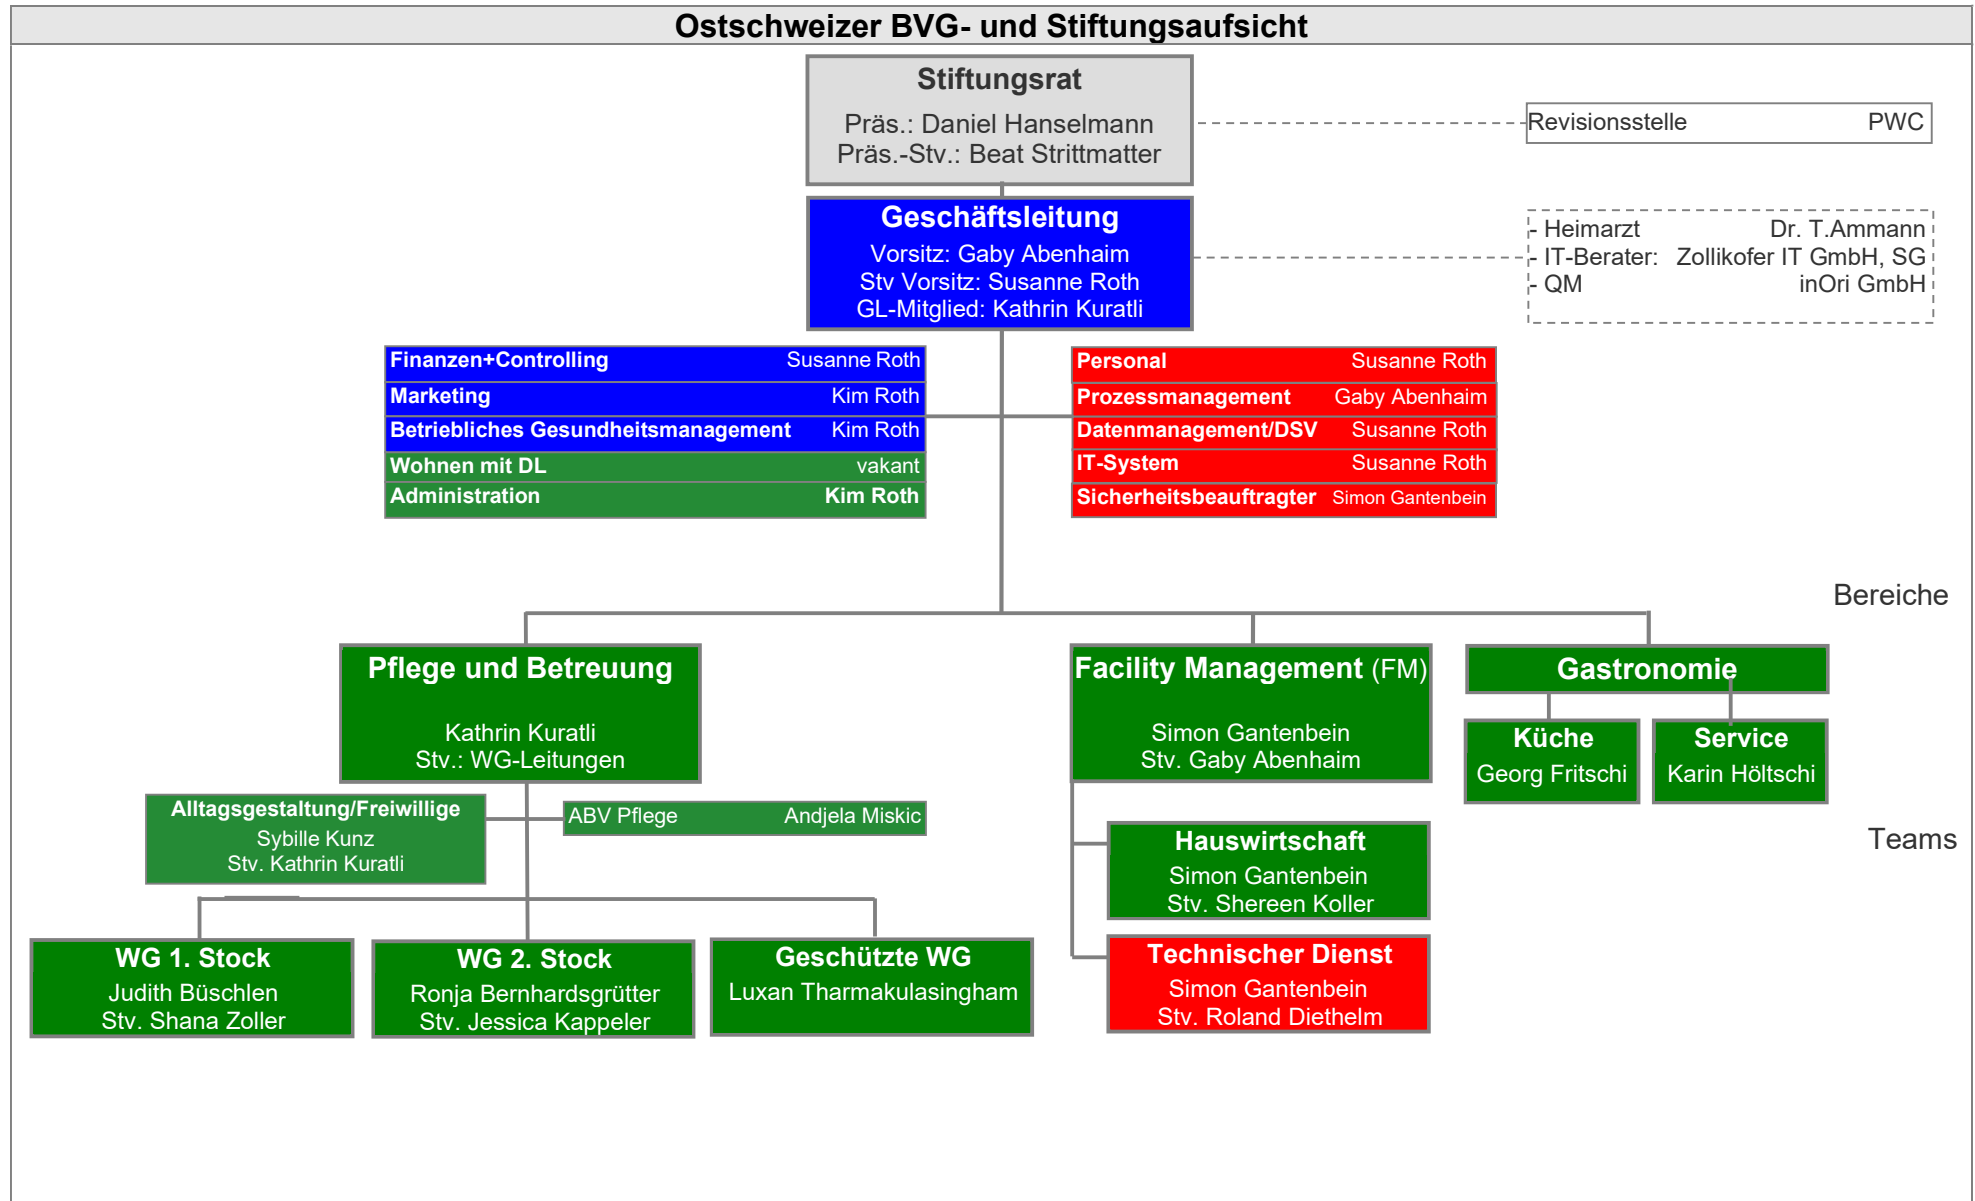 Ostschweizer BVG- und Stiftungsaufsicht
Stiftungsrat
Präs.: Daniel Hanselmann
Präs.-Stv.: Beat Strittmatter
Revisionsstelle PWC
Geschäftsleitung
Vorsitz: Gaby Abenhaim
Stv Vorsitz: Susanne Roth
GL-Mitglied: Kathrin Kuratli
- Heimarzt Dr. T.Ammann
- IT-Berater: Zollikofer IT GmbH, SG
- QM inOri GmbH
Finanzen+Controlling Susanne Roth
Marketing Kim Roth
Betriebliches Gesundheitsmanagement Kim Roth
Wohnen mit DL vakant
Administration Kim Roth
Personal Susanne Roth
Prozessmanagement Gaby Abenhaim
Datenmanagement/DSV Susanne Roth
IT-System Susanne Roth
Sicherheitsbeauftragter Simon Gantenbein
Bereiche
Pflege und Betreuung
Kathrin Kuratli
Stv.: WG-Leitungen
Facility Management (FM)
Simon Gantenbein
Stv. Gaby Abenhaim
Gastronomie
Küche
Georg Fritschi
Service
Karin Höltschi
Alltagsgestaltung/Freiwillige
Sybille Kunz
Stv. Kathrin Kuratli
ABV Pflege Andjela Miskic
Teams
Hauswirtschaft
Simon Gantenbein
Stv. Shereen Koller
WG 1. Stock
Judith Büschlen
Stv. Shana Zoller
WG 2. Stock
Ronja Bernhardsgrütter
Stv. Jessica Kappeler
Geschützte WG
Luxan Tharmakulasingham
Technischer Dienst
Simon Gantenbein
Stv. Roland Diethelm